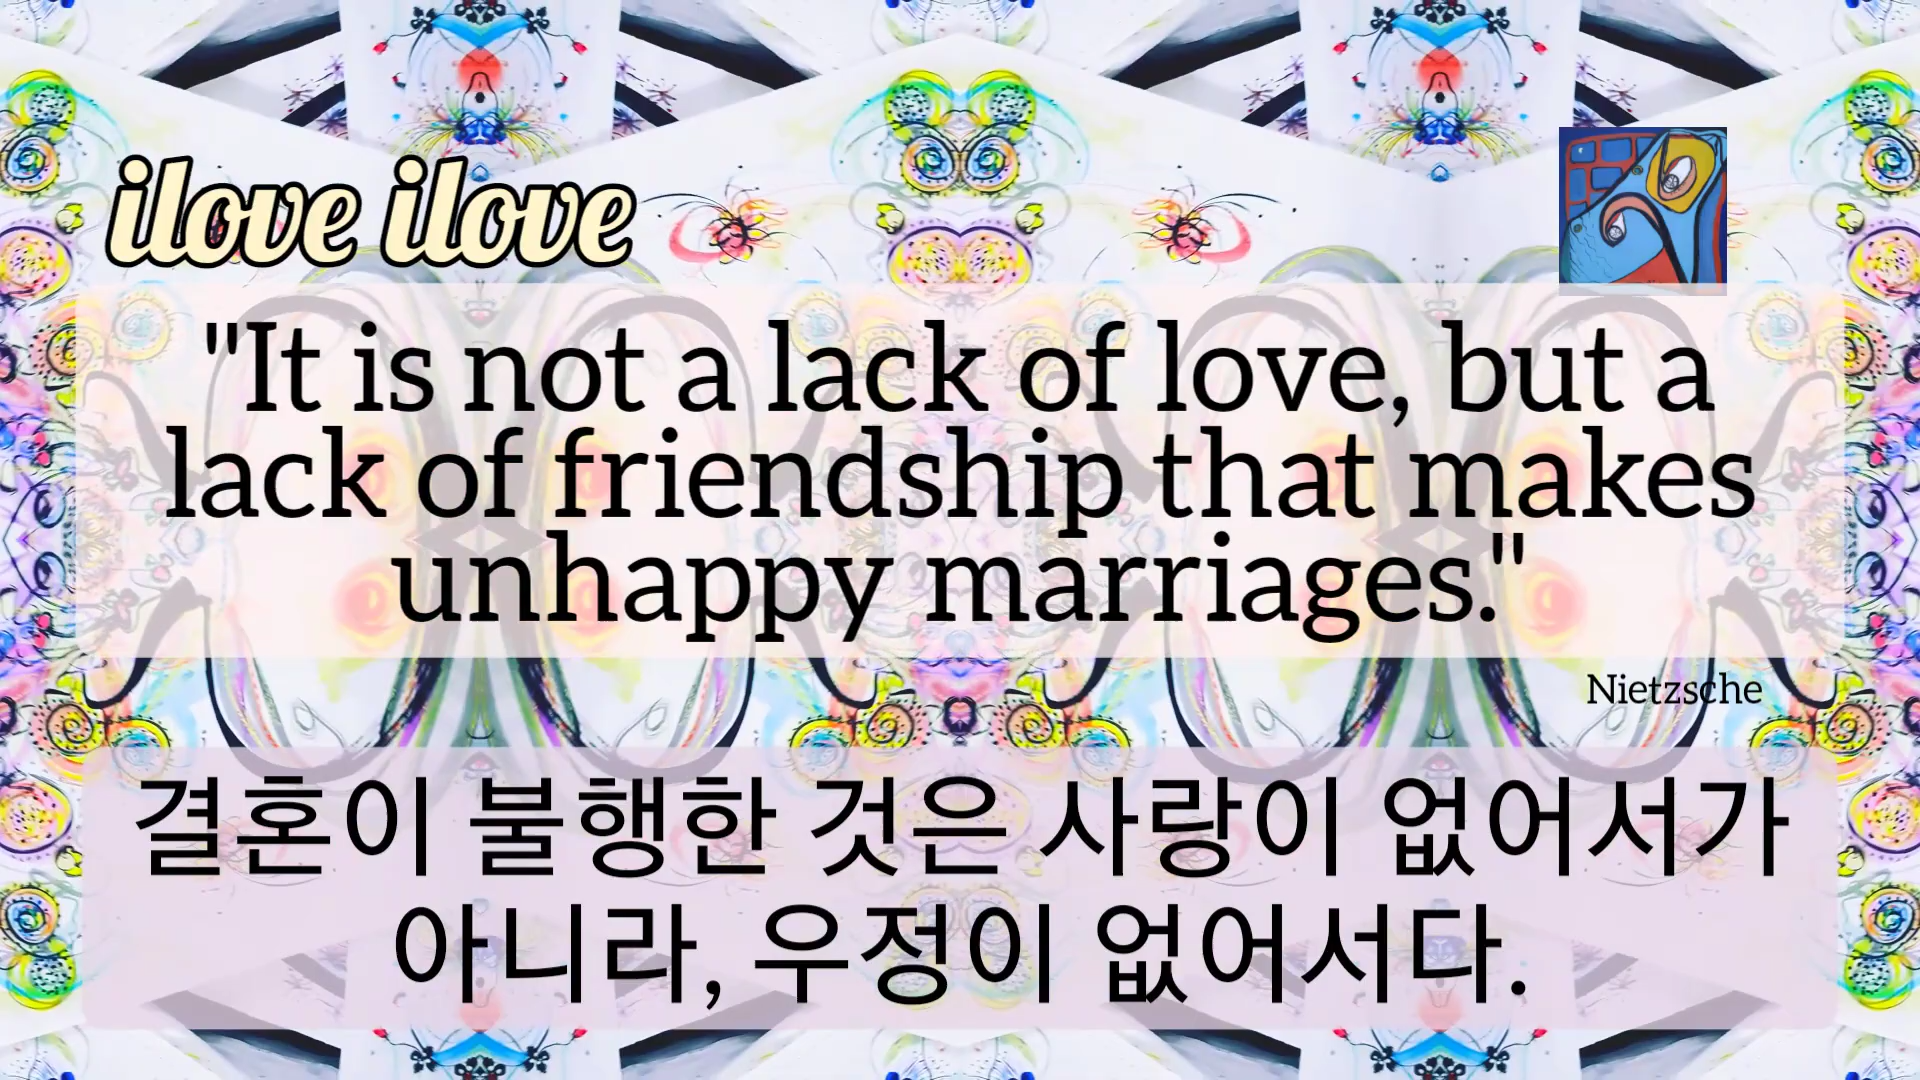 ilove ilove
"It is not a lack of love, but a
lack of friendship that makes
unhappy marriages."
Nietzsche
결혼이 불행한 것은 사랑이 없어서가
아니라, 우정이 없어서다.